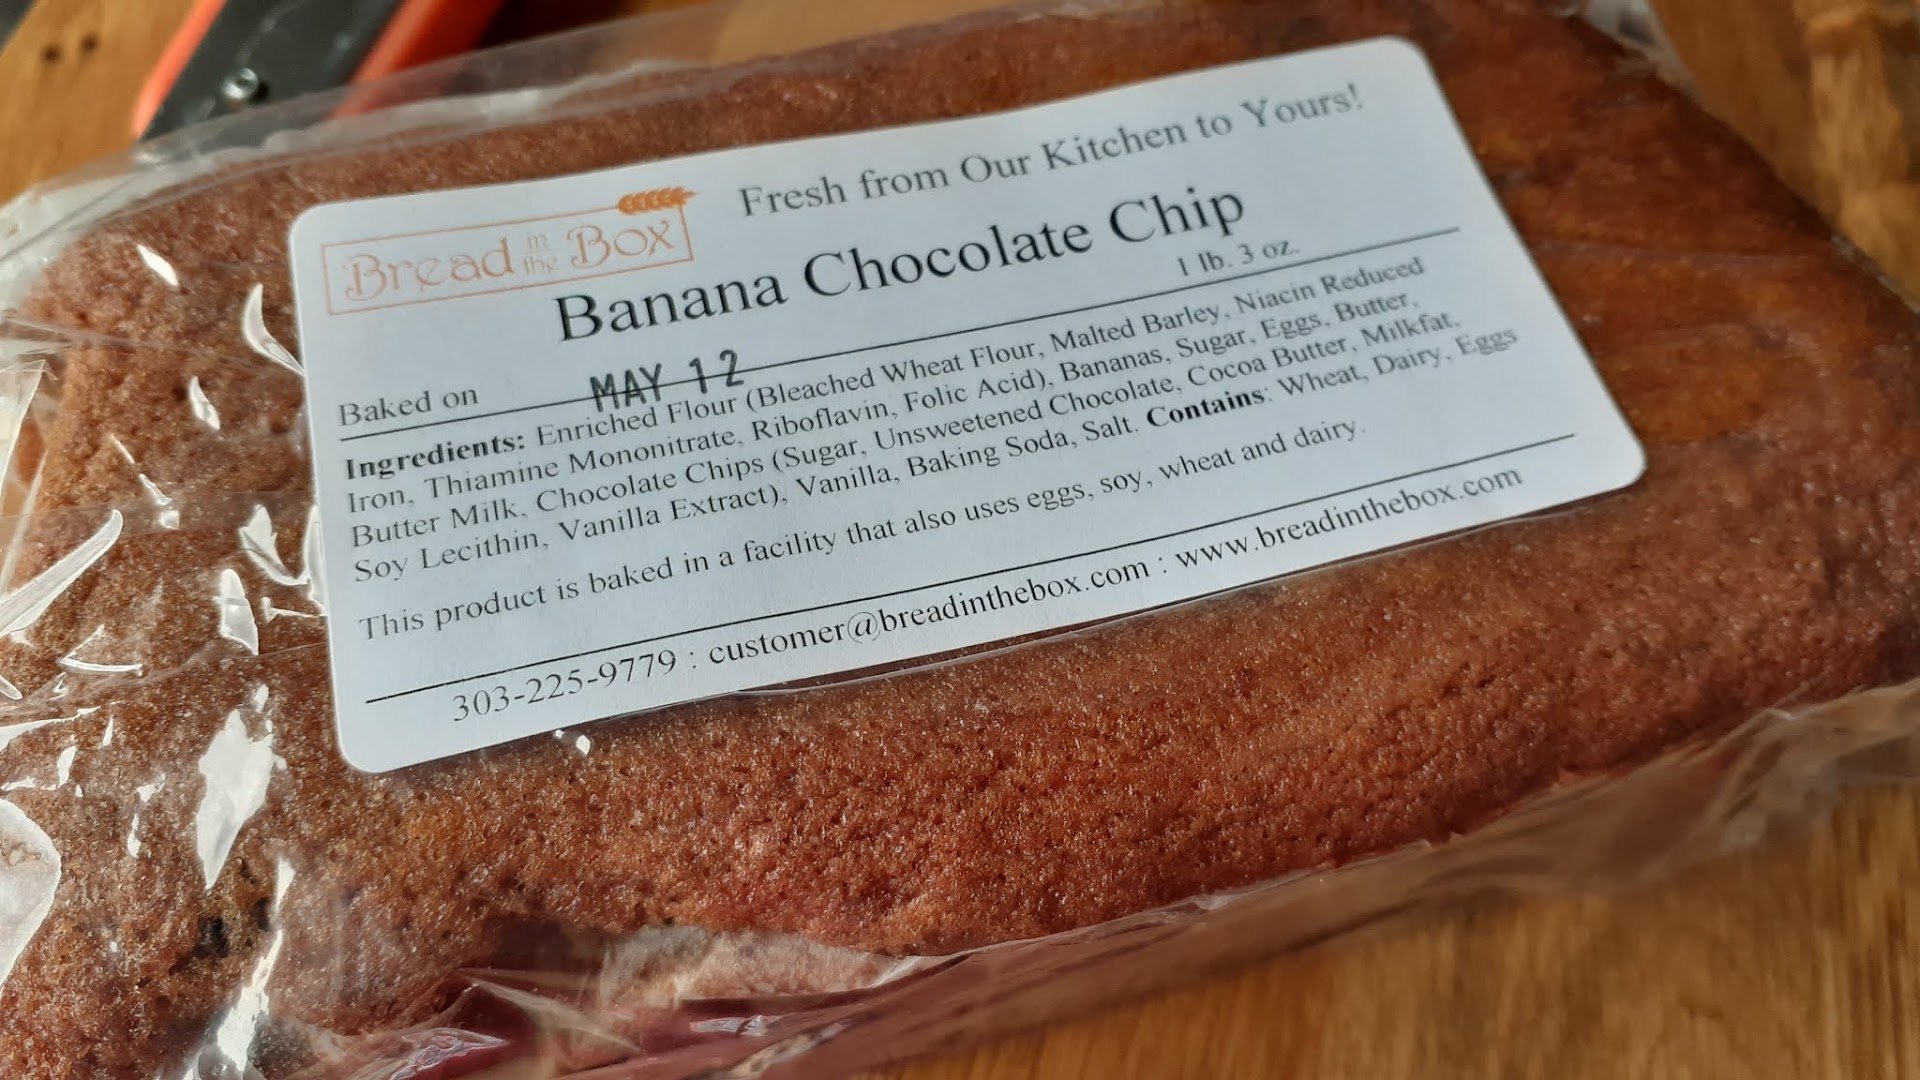 Fresh from Our Kitchen to Yours!
Bread in the Box
Banana Chocolate Chip
1 lb. 3 oz.
Baked on MAY 12
Ingredients: Enriched Flour (Bleached Wheat Flour, Malted Barley, Niacin Reduced
Iron, Thiamine Mononitrate, Riboflavin, Folic Acid), Bananas, Sugar, Eggs, Butter,
Butter Milk, Chocolate Chips (Sugar, Unsweetened Chocolate, Cocoa Butter, Milkfat,
Soy Lecithin, Vanilla Extract), Vanilla, Baking Soda, Salt. Contains: Wheat, Dairy, Eggs
This product is baked in a facility that also uses eggs, soy, wheat and dairy.
303-225-9779 : customer@breadinthebox.com : www.breadinthebox.com